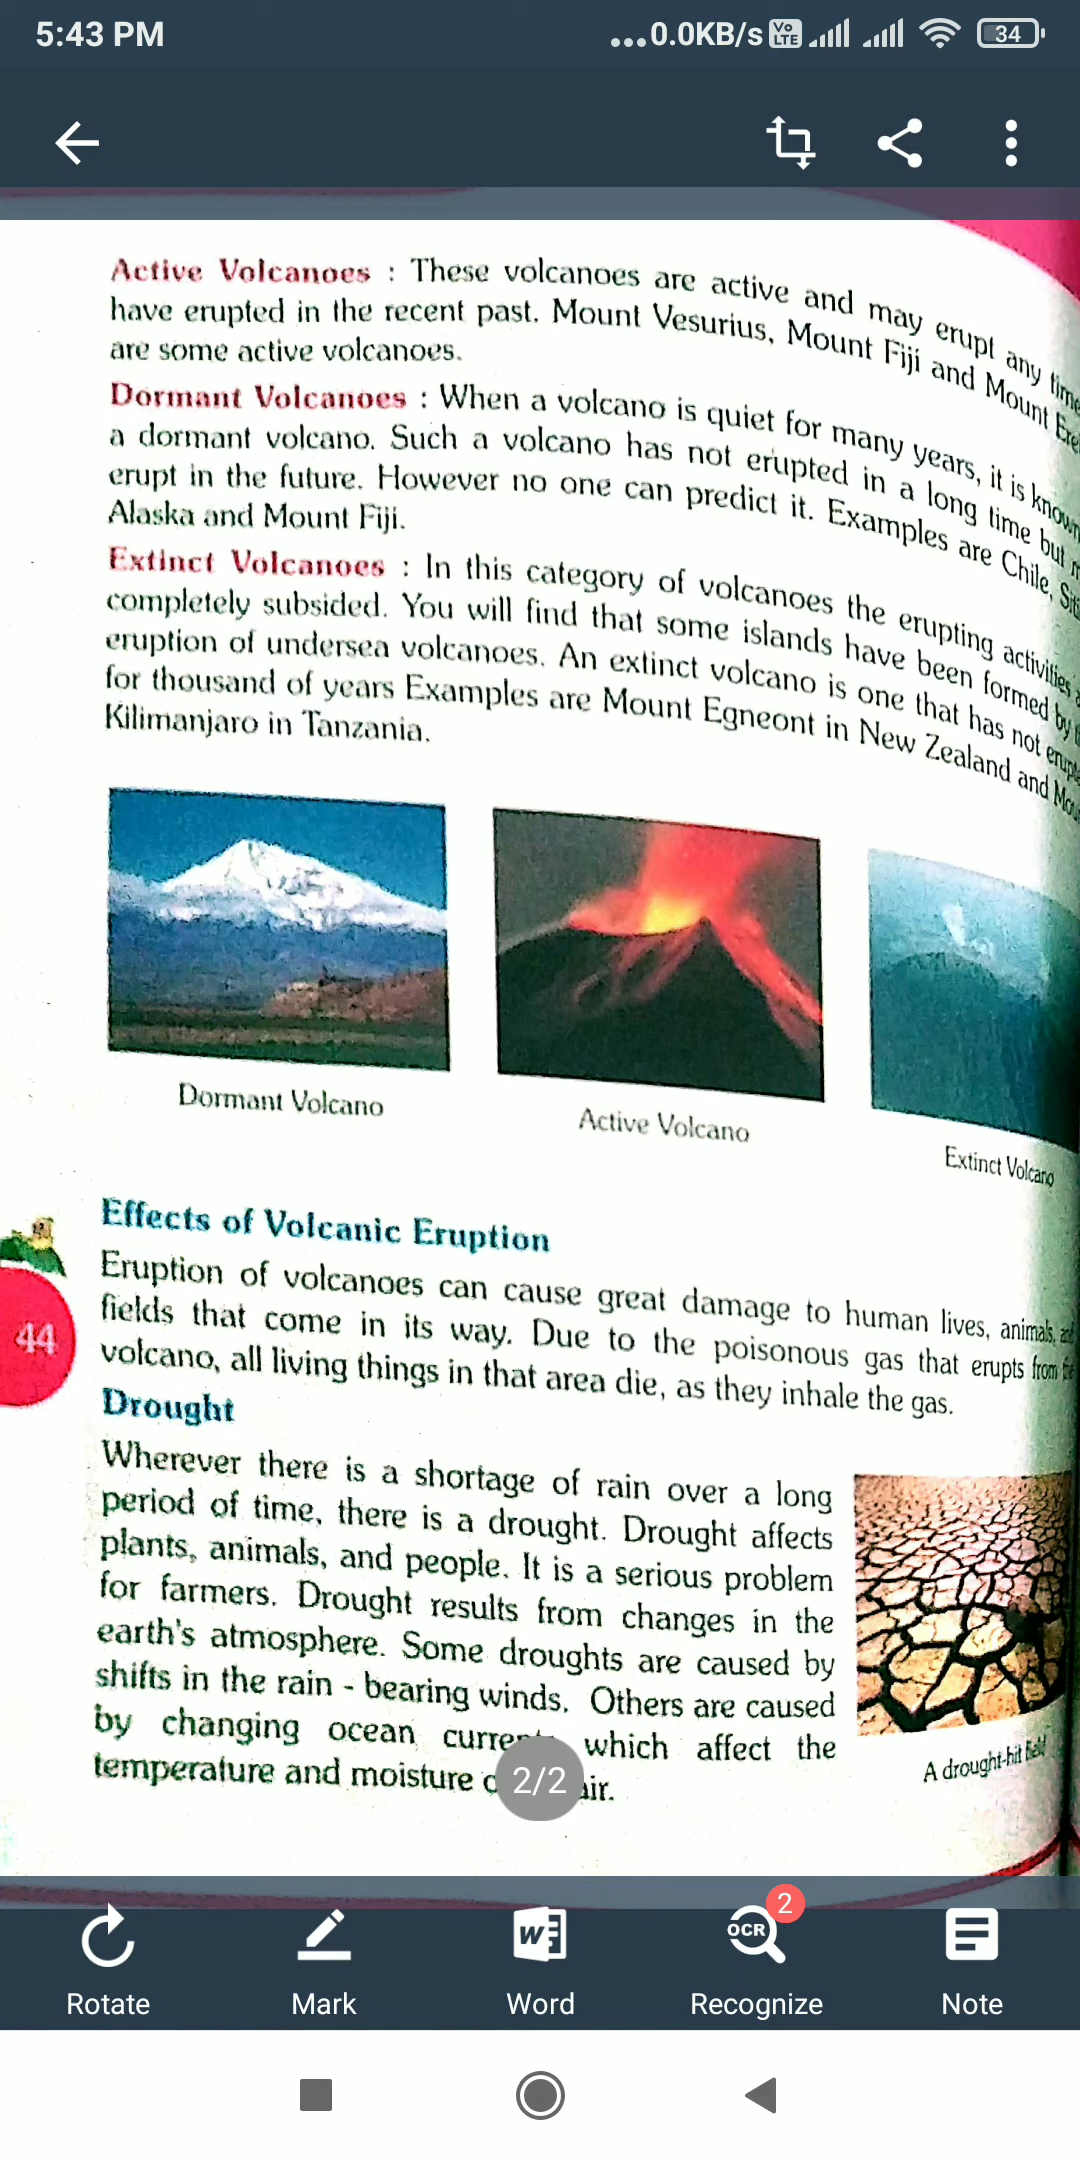 5:43 PM
...0.0KB/s Vo LTE 34
Active Volcanoes : These volcanoes are active and may erupt any time
have erupted in the recent past. Mount Vesurius, Mount Fiji and Mount
are some active volcanoes.
Dormant Volcanoes : When a volcano is quiet for many years, it is known
a dormant volcano. Such a volcano has not erupted in a long time but
erupt in the future. However no one can predict it. Examples are Chile,
Alaska and Mount Fiji.
Extinct Volcanoes : In this category of volcanoes the erupting activities
completely subsided. You will find that some islands have been formed by
eruption of undersea volcanoes. An extinct volcano is one that has not
for thousand of years Examples are Mount Egneont in New Zealand and
Kilimanjaro in Tanzania.
Dormant Volcano
Active Volcano
Extinct Volcano
Effects of Volcanic Eruption
Eruption of volcanoes can cause great damage to human lives, animals,
fields that come in its way. Due to the poisonous gas that erupts from the
volcano, all living things in that area die, as they inhale the gas.
44
Drought
Wherever there is a shortage of rain over a long
period of time, there is a drought. Drought affects
plants, animals, and people. It is a serious problem
for farmers. Drought results from changes in the
earth's atmosphere. Some droughts are caused by
shifts in the rain - bearing winds. Others are caused
by changing ocean which affect the
temperature and moisture
A drought-hit field
2/2
2
Rotate
Mark
W
Word
OCR
Recognize
Note